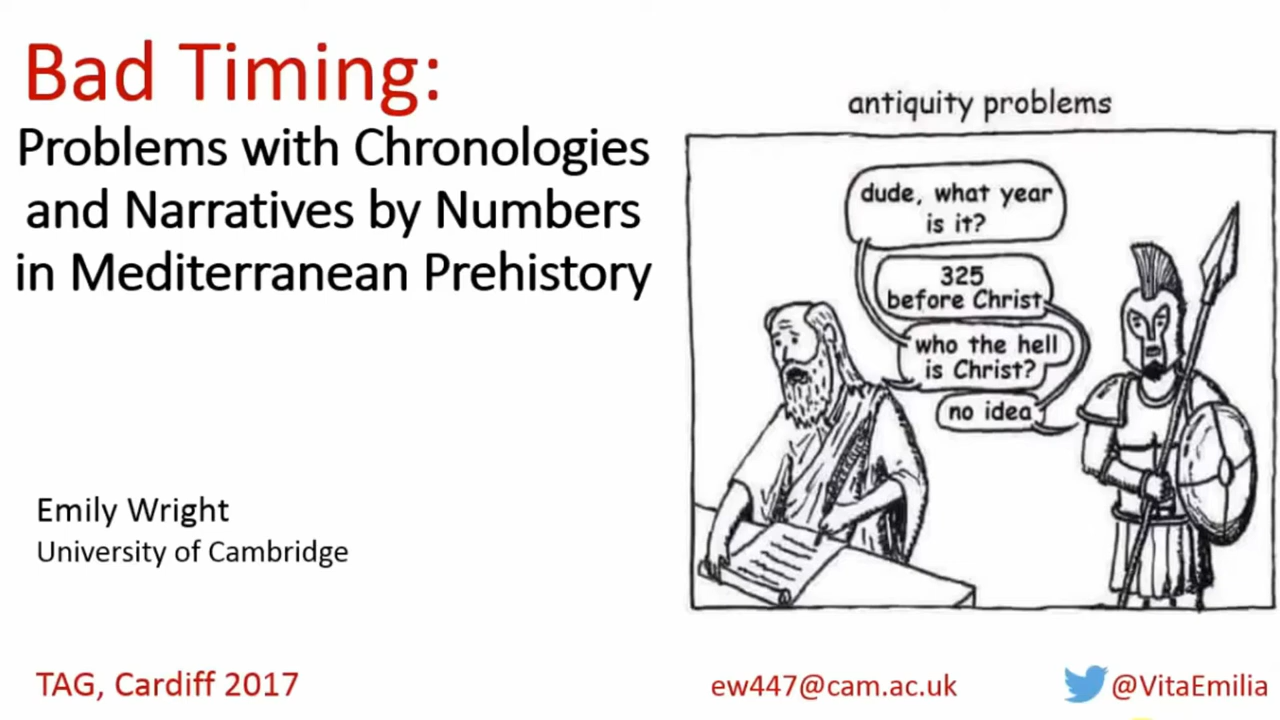 Bad Timing:
Problems with Chronologies
and Narratives by Numbers
in Mediterranean Prehistory
antiquity problems
dude, what year
is it?
325
before Christ
who the hell
is Christ?
no idea
Emily Wright
University of Cambridge
TAG, Cardiff 2017
ew447@cam.ac.uk
@VitaEmilia